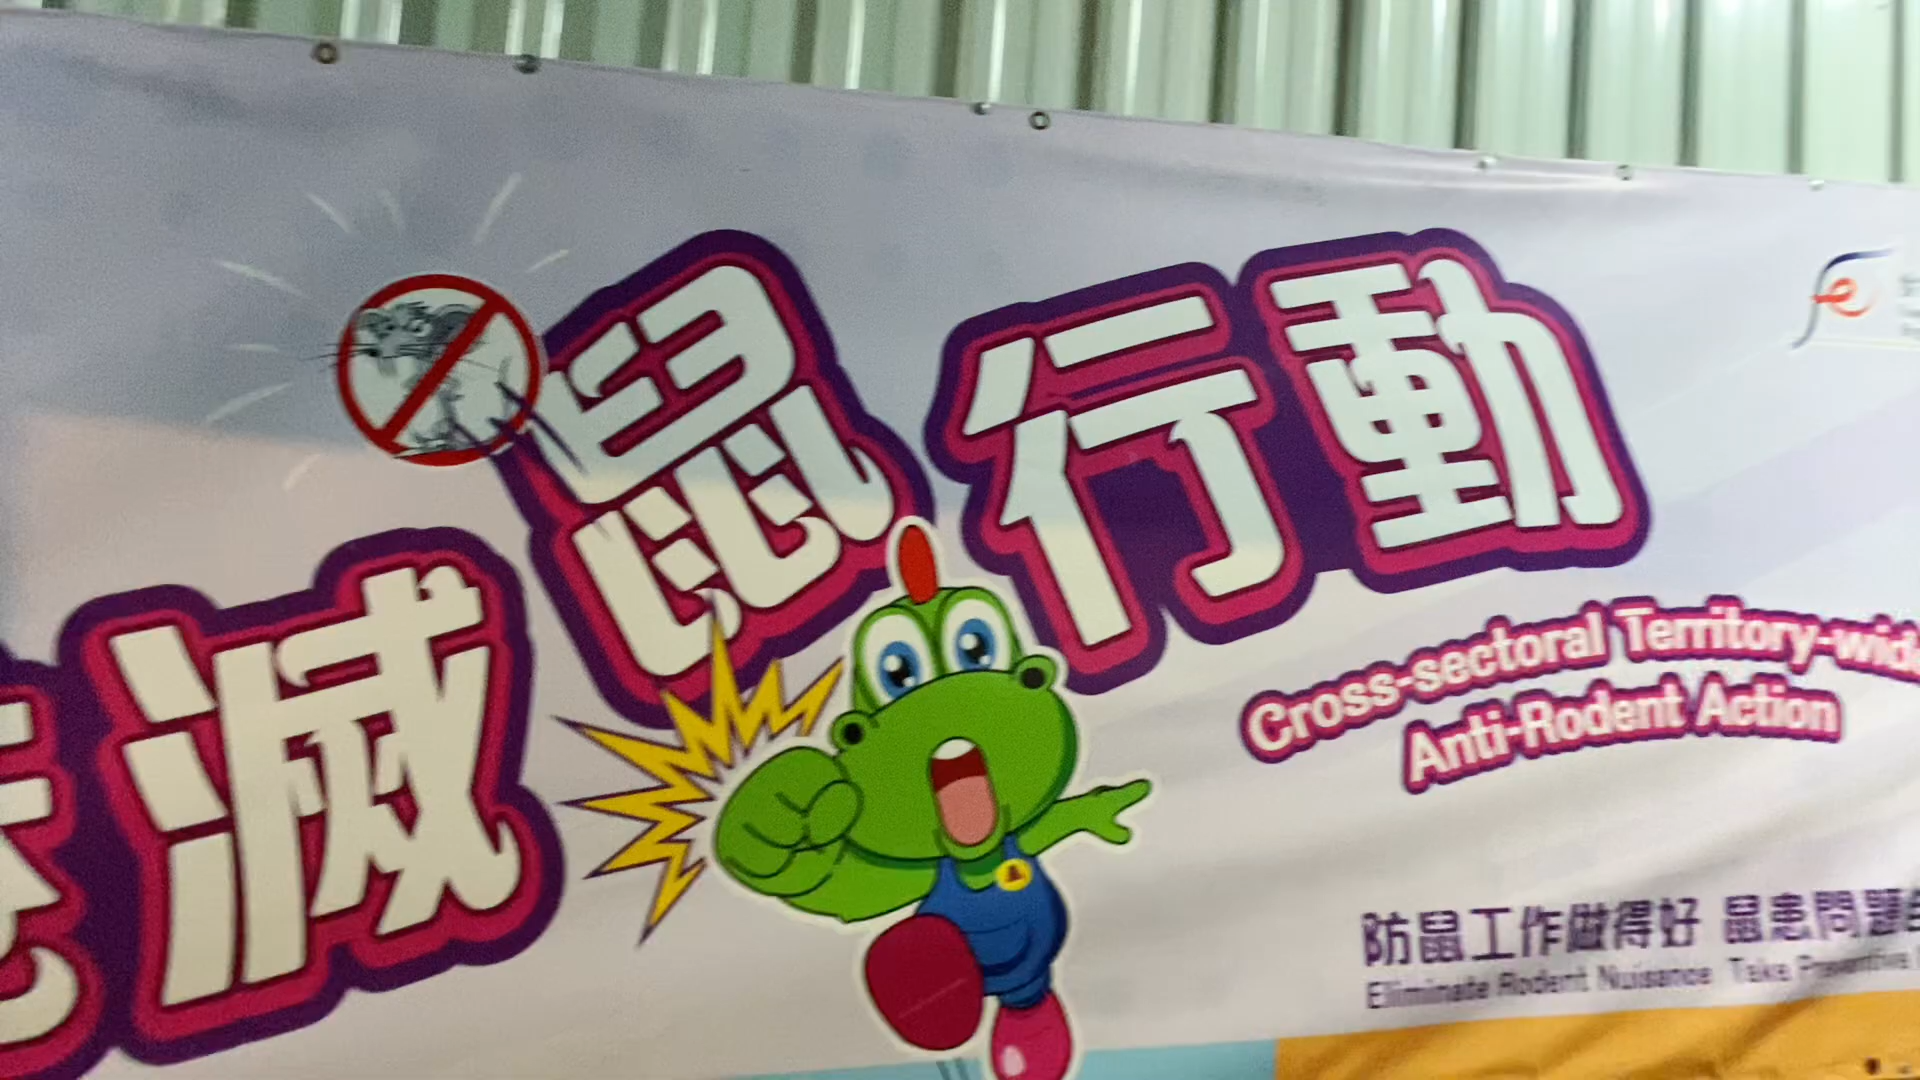 滅鼠行動
Cross-sectoral Territory-wide
Anti-Rodent Action
防鼠工作做得好 鼠患問題
Eliminate Rodent Nuisance Take Preventive